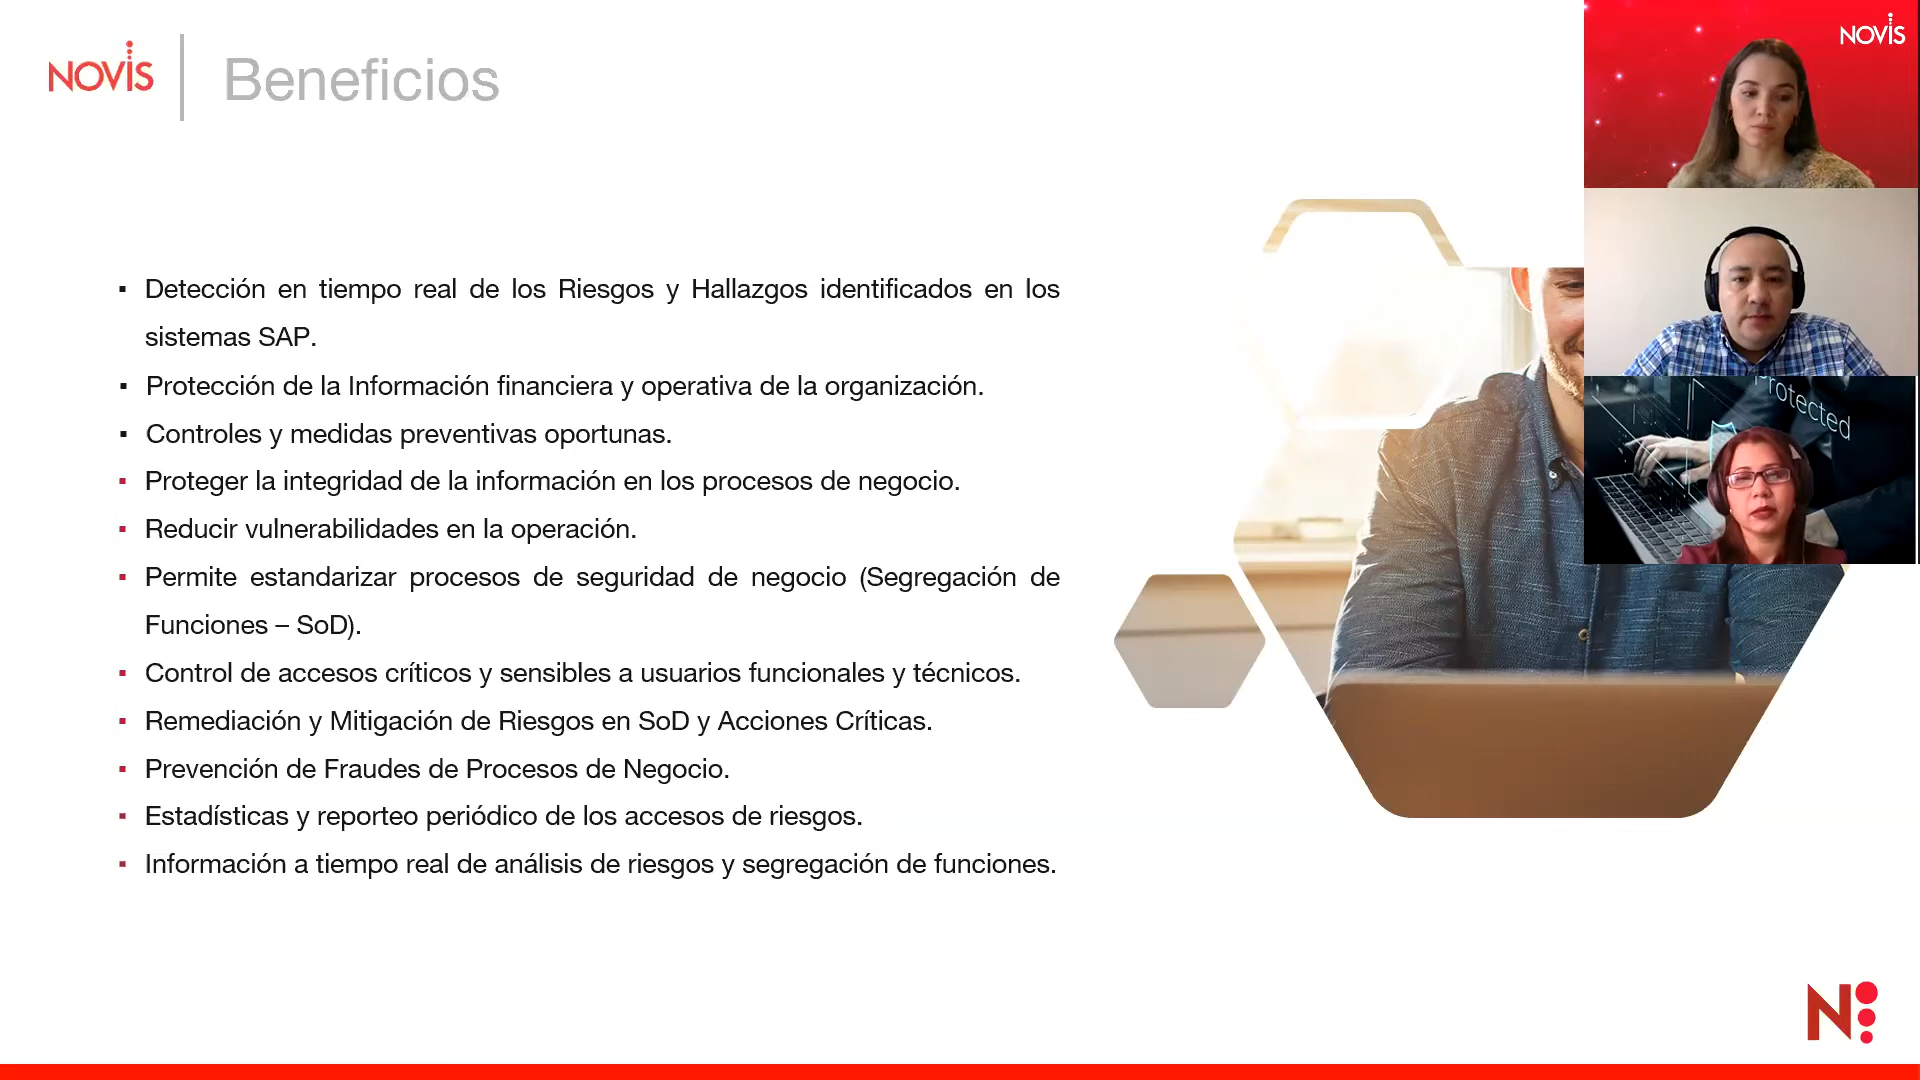 NOVIS
Beneficios
▪ Detección en tiempo real de los Riesgos y Hallazgos identificados en los
sistemas SAP.
▪ Protección de la Información financiera y operativa de la organización.
▪ Controles y medidas preventivas oportunas.
▪ Proteger la integridad de la información en los procesos de negocio.
▪ Reducir vulnerabilidades en la operación.
▪ Permite estandarizar procesos de seguridad de negocio (Segregación de
Funciones – SoD).
▪ Control de accesos críticos y sensibles a usuarios funcionales y técnicos.
▪ Remediación y Mitigación de Riesgos en SoD y Acciones Críticas.
▪ Prevención de Fraudes de Procesos de Negocio.
▪ Estadísticas y reporteo periódico de los accesos de riesgos.
▪ Información a tiempo real de análisis de riesgos y segregación de funciones.
NOVIS
Protected
N